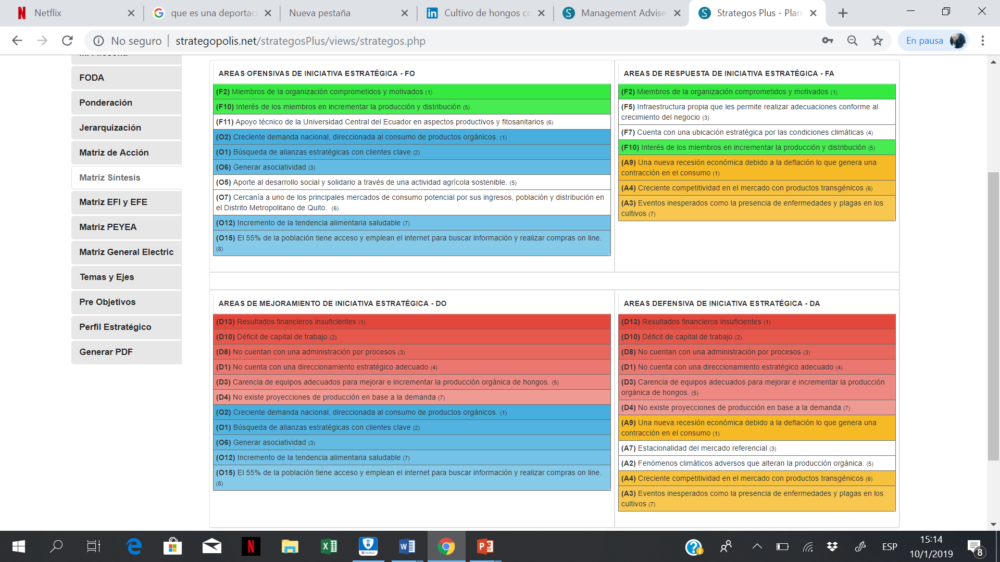 Netflix
que es una deportaci
Nueva pestaña
Cultivo de hongos co
Management Advise
Strategos Plus - Plan
No seguro
strategopolis.net/strategosPlus/views/strategos.php
En pausa
FODA
Ponderación
Jerarquización
Matriz de Acción
Matriz Síntesis
Matriz EFI y EFE
Matriz PEYEA
Matriz General Electric
Temas y Ejes
Pre Objetivos
Perfil Estratégico
Generar PDF
AREAS OFENSIVAS DE INICIATIVA ESTRATÉGICA - FO
(F2) Miembros de la organización comprometidos y motivados (1)
(F10) Interés de los miembros en incrementar la producción y distribución (5)
(F11) Apoyo técnico de la Universidad Central del Ecuador en aspectos productivos y fitosanitarios (6)
(O2) Creciente demanda nacional, direccionada al consumo de productos orgánicos. (1)
(O1) Búsqueda de alianzas estratégicas con clientes clave (2)
(O6) Generar asociatividad (3)
(O5) Aporte al desarrollo social y solidario a través de una actividad agrícola sostenible. (5)
(O7) Cercanía a uno de los principales mercados de consumo potencial por sus ingresos, población y distribución en
el Distrito Metropolitano de Quito. (6)
(O12) Incremento de la tendencia alimentaria saludable (7)
(O15) El 55% de la población tiene acceso y emplean el internet para buscar información y realizar compras on line.
(8)
AREAS DE RESPUESTA DE INICIATIVA ESTRATÉGICA - FA
(F2) Miembros de la organización comprometidos y motivados (1)
(F5) Infraestructura propia que les permite realizar adecuaciones conforme al
crecimiento del negocio (3)
(F7) Cuenta con una ubicación estratégica por las condiciones climáticas (4)
(F10) Interés de los miembros en incrementar la producción y distribución (5)
(A9) Una nueva recesión económica debido a la deflación lo que genera una
contracción en el consumo (1)
(A4) Creciente competitividad en el mercado con productos transgénicos (6)
(A3) Eventos inesperados como la presencia de enfermedades y plagas en los
cultivos (7)
AREAS DE MEJORAMIENTO DE INICIATIVA ESTRATÉGICA - DO
(D13) Resultados financieros insuficientes (1)
(D10) Déficit de capital de trabajo (2)
(D8) No cuentan con una administración por procesos (3)
(D1) No cuenta con una direccionamiento estratégico adecuado (4)
(D3) Carencia de equipos adecuados para mejorar e incrementar la producción orgánica de hongos. (5)
(D4) No existe proyecciones de producción en base a la demanda (7)
(O2) Creciente demanda nacional, direccionada al consumo de productos orgánicos. (1)
(O1) Búsqueda de alianzas estratégicas con clientes clave (2)
(O6) Generar asociatividad (3)
(O12) Incremento de la tendencia alimentaria saludable (7)
(O15) El 55% de la población tiene acceso y emplean el internet para buscar información y realizar compras on line.
(8)
AREAS DEFENSIVA DE INICIATIVA ESTRATÉGICA - DA
(D13) Resultados financieros insuficientes (1)
(D10) Déficit de capital de trabajo (2)
(D8) No cuentan con una administración por procesos (3)
(D1) No cuenta con una direccionamiento estratégico adecuado (4)
(D3) Carencia de equipos adecuados para mejorar e incrementar la producción
orgánica de hongos. (5)
(D4) No existe proyecciones de producción en base a la demanda (7)
(A9) Una nueva recesión económica debido a la deflación lo que genera una
contracción en el consumo (1)
(A7) Estacionalidad del mercado referencial (3)
(A2) Fenómenos climáticos adversos que alteran la producción orgánica. (5)
(A4) Creciente competitividad en el mercado con productos transgénicos (6)
(A3) Eventos inesperados como la presencia de enfermedades y plagas en los
cultivos (7)
ESP
15:14
10/1/2019
8